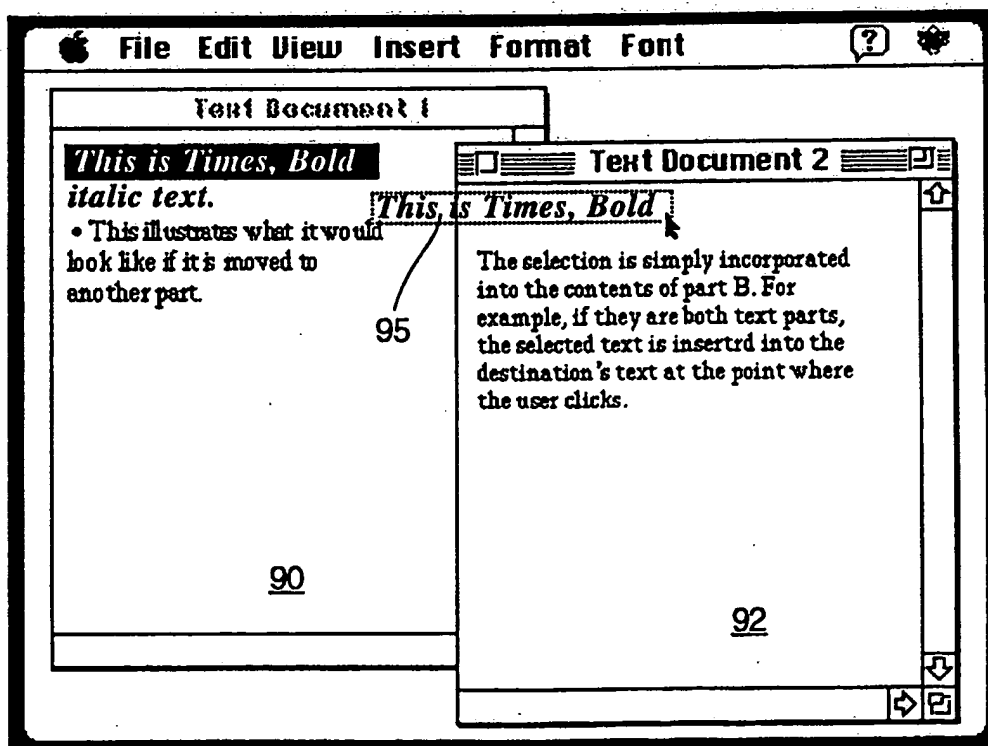 File Edit View Insert Format Font ?
Text Document 1
This is Times, Bold
italic text.
• This illustrates what it would
look like if it is moved to
another part.
95
90
Text Document 2
This is Times, Bold
The selection is simply incorporated
into the contents of part B. For
example, if they are both text parts,
the selected text is insertrd into the
destination's text at the point where
the user clicks.
92